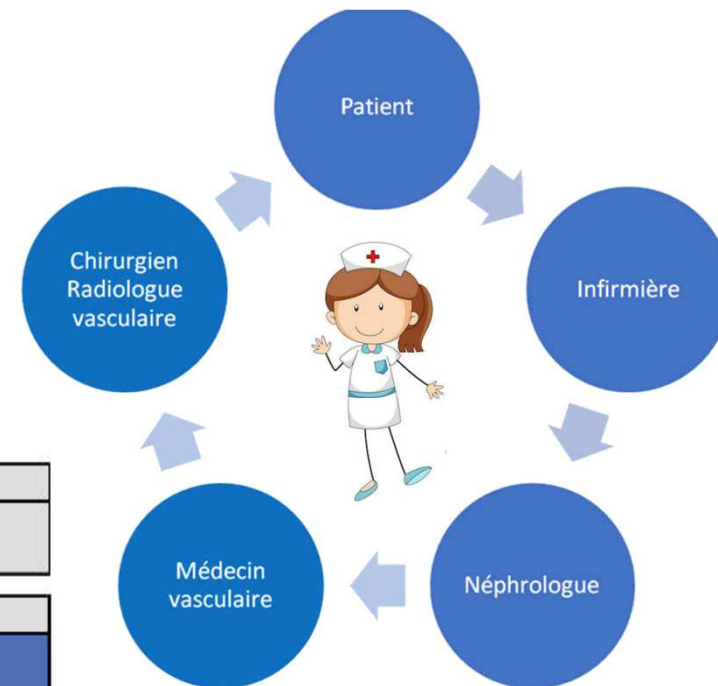 Patient
Infirmière
Néphrologue
Médecin
vasculaire
Chirurgien
Radiologue
vasculaire